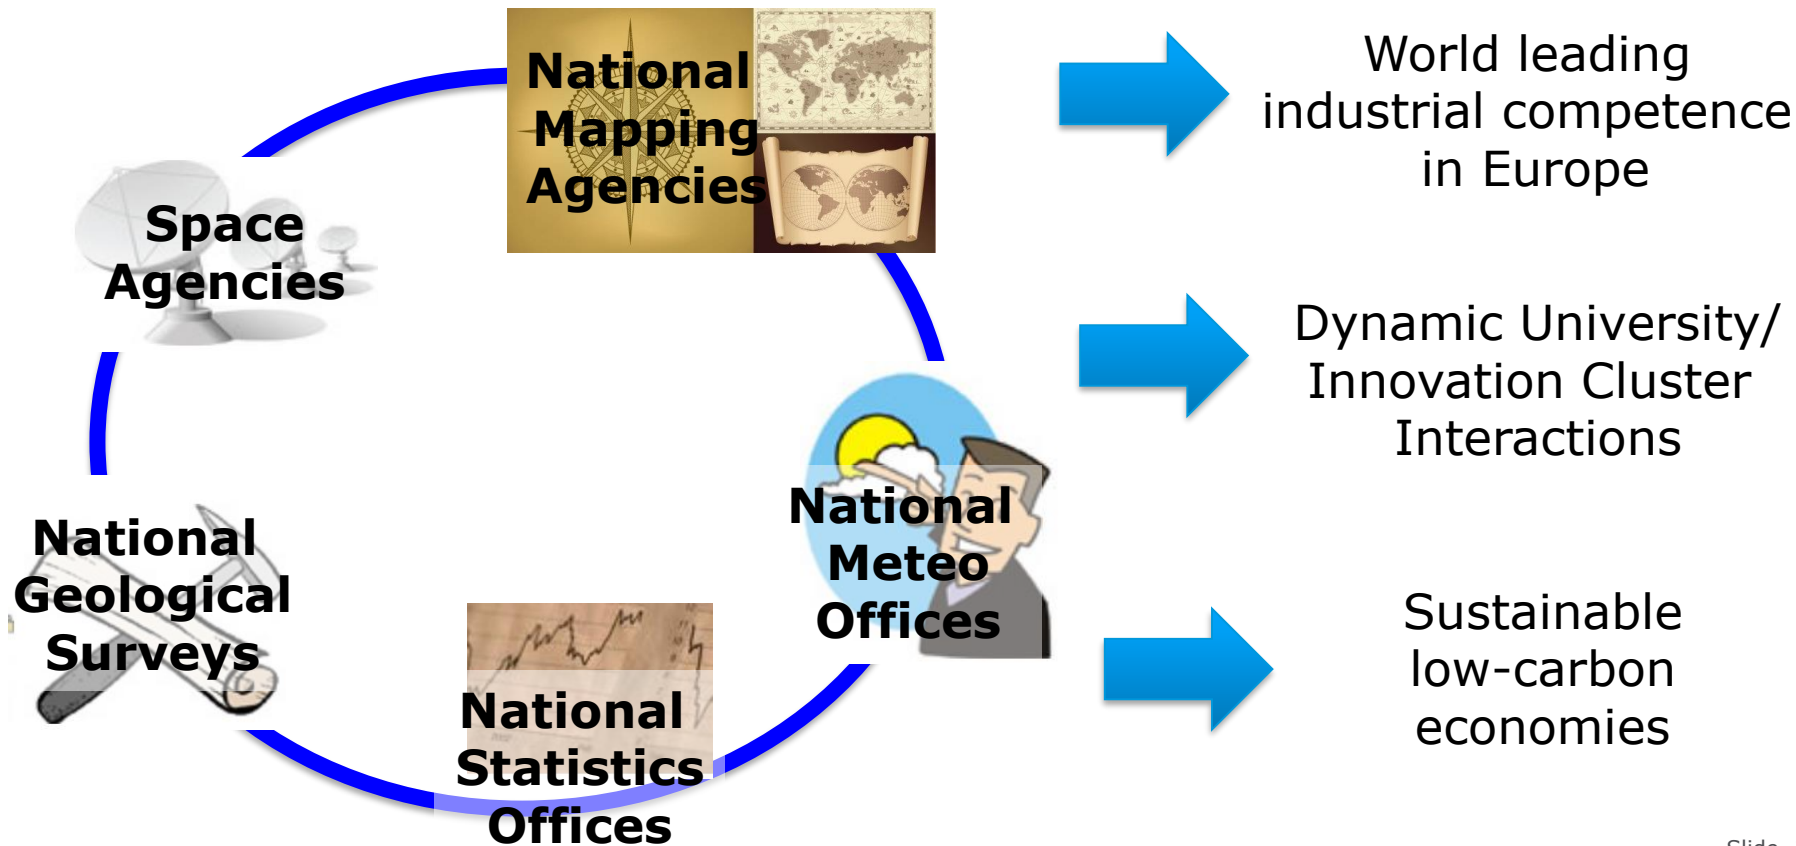 National
Mapping
Agencies
World leading
industrial competence
in Europe
Space
Agencies
Dynamic University/
Innovation Cluster
Interactions
National
Meteo
Offices
National
Geological
Surveys
Sustainable
low-carbon
economies
National
Statistics
Offices
Slide